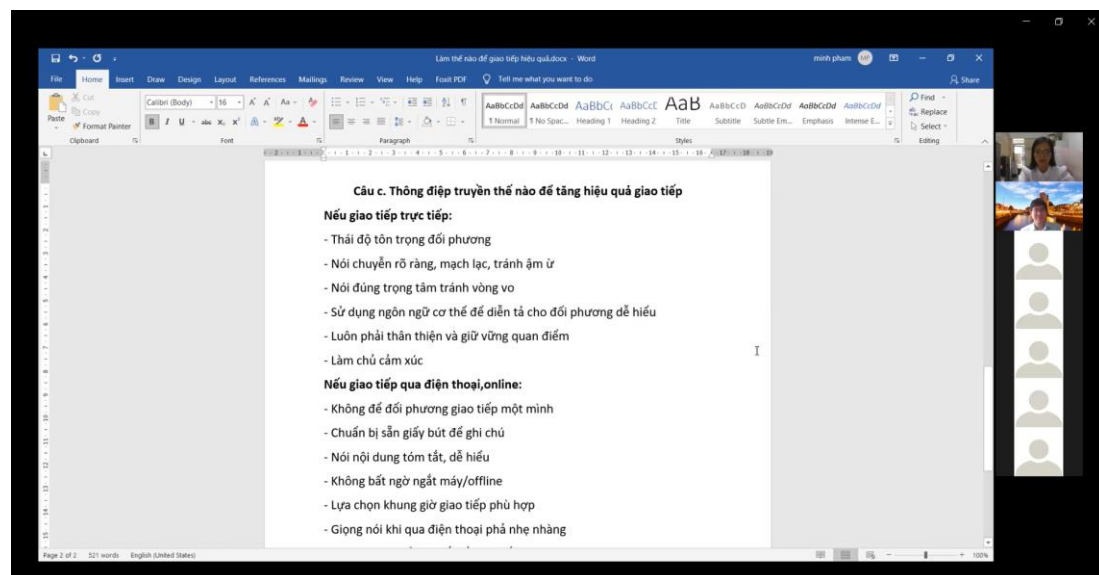 Làm thế nào để giao tiếp hiệu quả.docx - Word
minh pham MP
File Home Insert Draw Design Layout References Mailings Review View Help Foxit PDF Tell me what you want to do Share
Paste
Cut
Copy
Format Painter
Calibri (Body) 16
AaBbCcDd AaBbCcDd AaBbCc AaBbCcE AaB AaBbCcD AaBbCcDd AaBbCcDd AaBbCcDd
¶ Normal ¶ No Spac... Heading 1 Heading 2 Title Subtitle Subtle Em... Emphasis Intense E...
Find
Replace
Select
Clipboard Font Paragraph Styles Editing
Câu c. Thông điệp truyền thế nào để tăng hiệu quả giao tiếp
Nếu giao tiếp trực tiếp:
- Thái độ tôn trọng đối phương
- Nói chuyện rõ ràng, mạch lạc, tránh ậm ừ
- Nói đúng trọng tâm tránh vòng vo
- Sử dụng ngôn ngữ cơ thể để diễn tả cho đối phương dễ hiểu
- Luôn phải thân thiện và giữ vững quan điểm
- Làm chủ cảm xúc
Nếu giao tiếp qua điện thoại,online:
- Không để đối phương giao tiếp một mình
- Chuẩn bị sẵn giấy bút để ghi chú
- Nói nội dung tóm tắt, dễ hiểu
- Không bất ngờ ngắt máy/offline
- Lựa chọn khung giờ giao tiếp phù hợp
- Giọng nói khi qua điện thoại phả nhẹ nhàng
Page 2 of 2 521 words English (United States) 100%